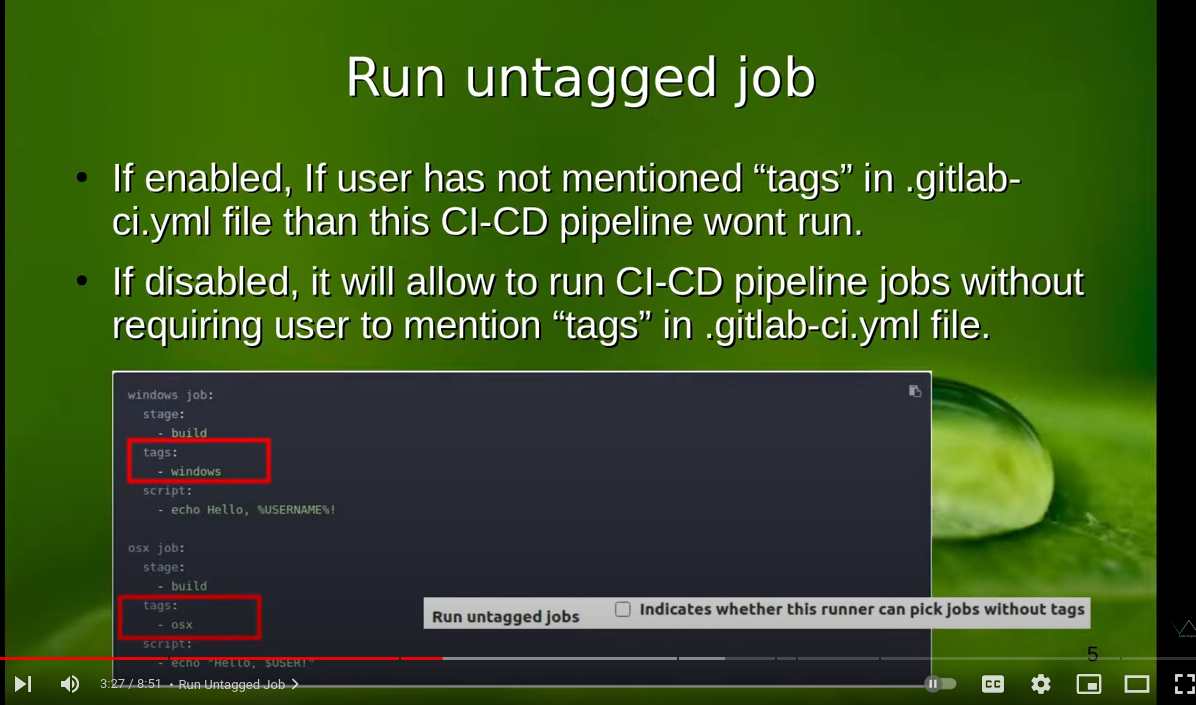 Run untagged job
If enabled, If user has not mentioned “tags” in .gitlab-
ci.yml file than this CI-CD pipeline wont run.
If disabled, it will allow to run CI-CD pipeline jobs without
requiring user to mention “tags” in .gitlab-ci.yml file.
windows job:
stage:
- build
tags:
- windows
script:
- echo Hello, %USERNAME%!
osx job:
stage:
- build
tags:
- osx
script:
- echo "Hello, $USER!"
Run untagged jobs
Indicates whether this runner can pick jobs without tags
5
3:27 / 8:51 • Run Untagged Job
CC